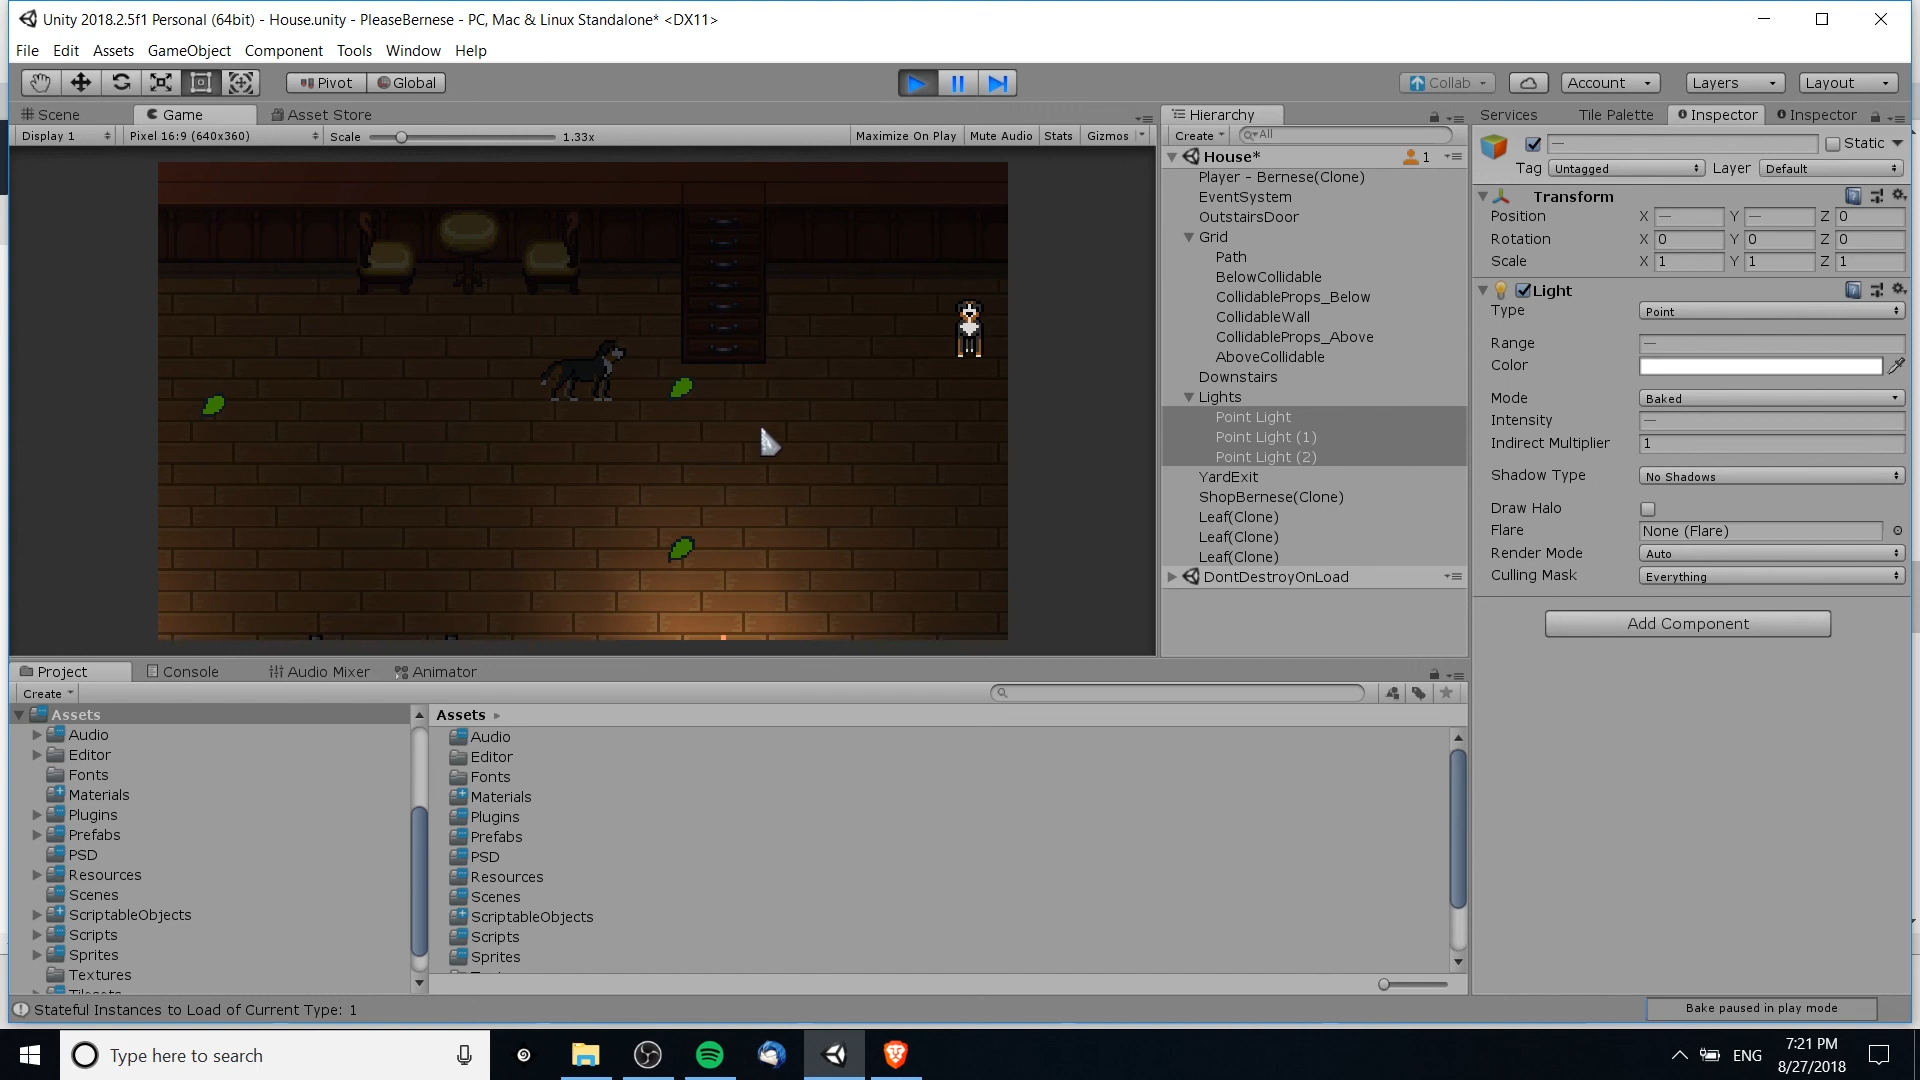 Unity 2018.2.5f1 Personal (64bit) - House.unity - PleaseBernese - PC, Mac & Linux Standalone* <DX11>
File Edit Assets GameObject Component Tools Window Help
Pivot Global Collab Account Layers Layout
Scene Game Asset Store
Display 1 Pixel 16:9 (640x360) Scale 1.33x Maximize On Play Mute Audio Stats Gizmos
Hierarchy
Create All
House* 1
Player - Bernese(Clone)
EventSystem
OutstairsDoor
Grid
Path
BelowCollidable
CollidableProps_Below
CollidableWall
CollidableProps_Above
AboveCollidable
Downstairs
Lights
Point Light
Point Light (1)
Point Light (2)
YardExit
ShopBernese(Clone)
Leaf(Clone)
Leaf(Clone)
Leaf(Clone)
DontDestroyOnLoad
Services Tile Palette Inspector Inspector
— Static
Tag Untagged Layer Default
Transform
Position X — Y — Z 0
Rotation X 0 Y 0 Z 0
Scale X 1 Y 1 Z 1
Light
Type Point
Range —
Color
Mode Baked
Intensity —
Indirect Multiplier 1
Shadow Type No Shadows
Draw Halo
Flare None (Flare)
Render Mode Auto
Culling Mask Everything
Add Component
Project Console Audio Mixer Animator
Create
Assets
Audio
Editor
Fonts
Materials
Plugins
Prefabs
PSD
Resources
Scenes
ScriptableObjects
Scripts
Sprites
Textures
Assets
Audio
Editor
Fonts
Materials
Plugins
Prefabs
PSD
Resources
Scenes
ScriptableObjects
Scripts
Sprites
Stateful Instances to Load of Current Type: 1
Bake paused in play mode
Type here to search
ENG
7:21 PM
8/27/2018